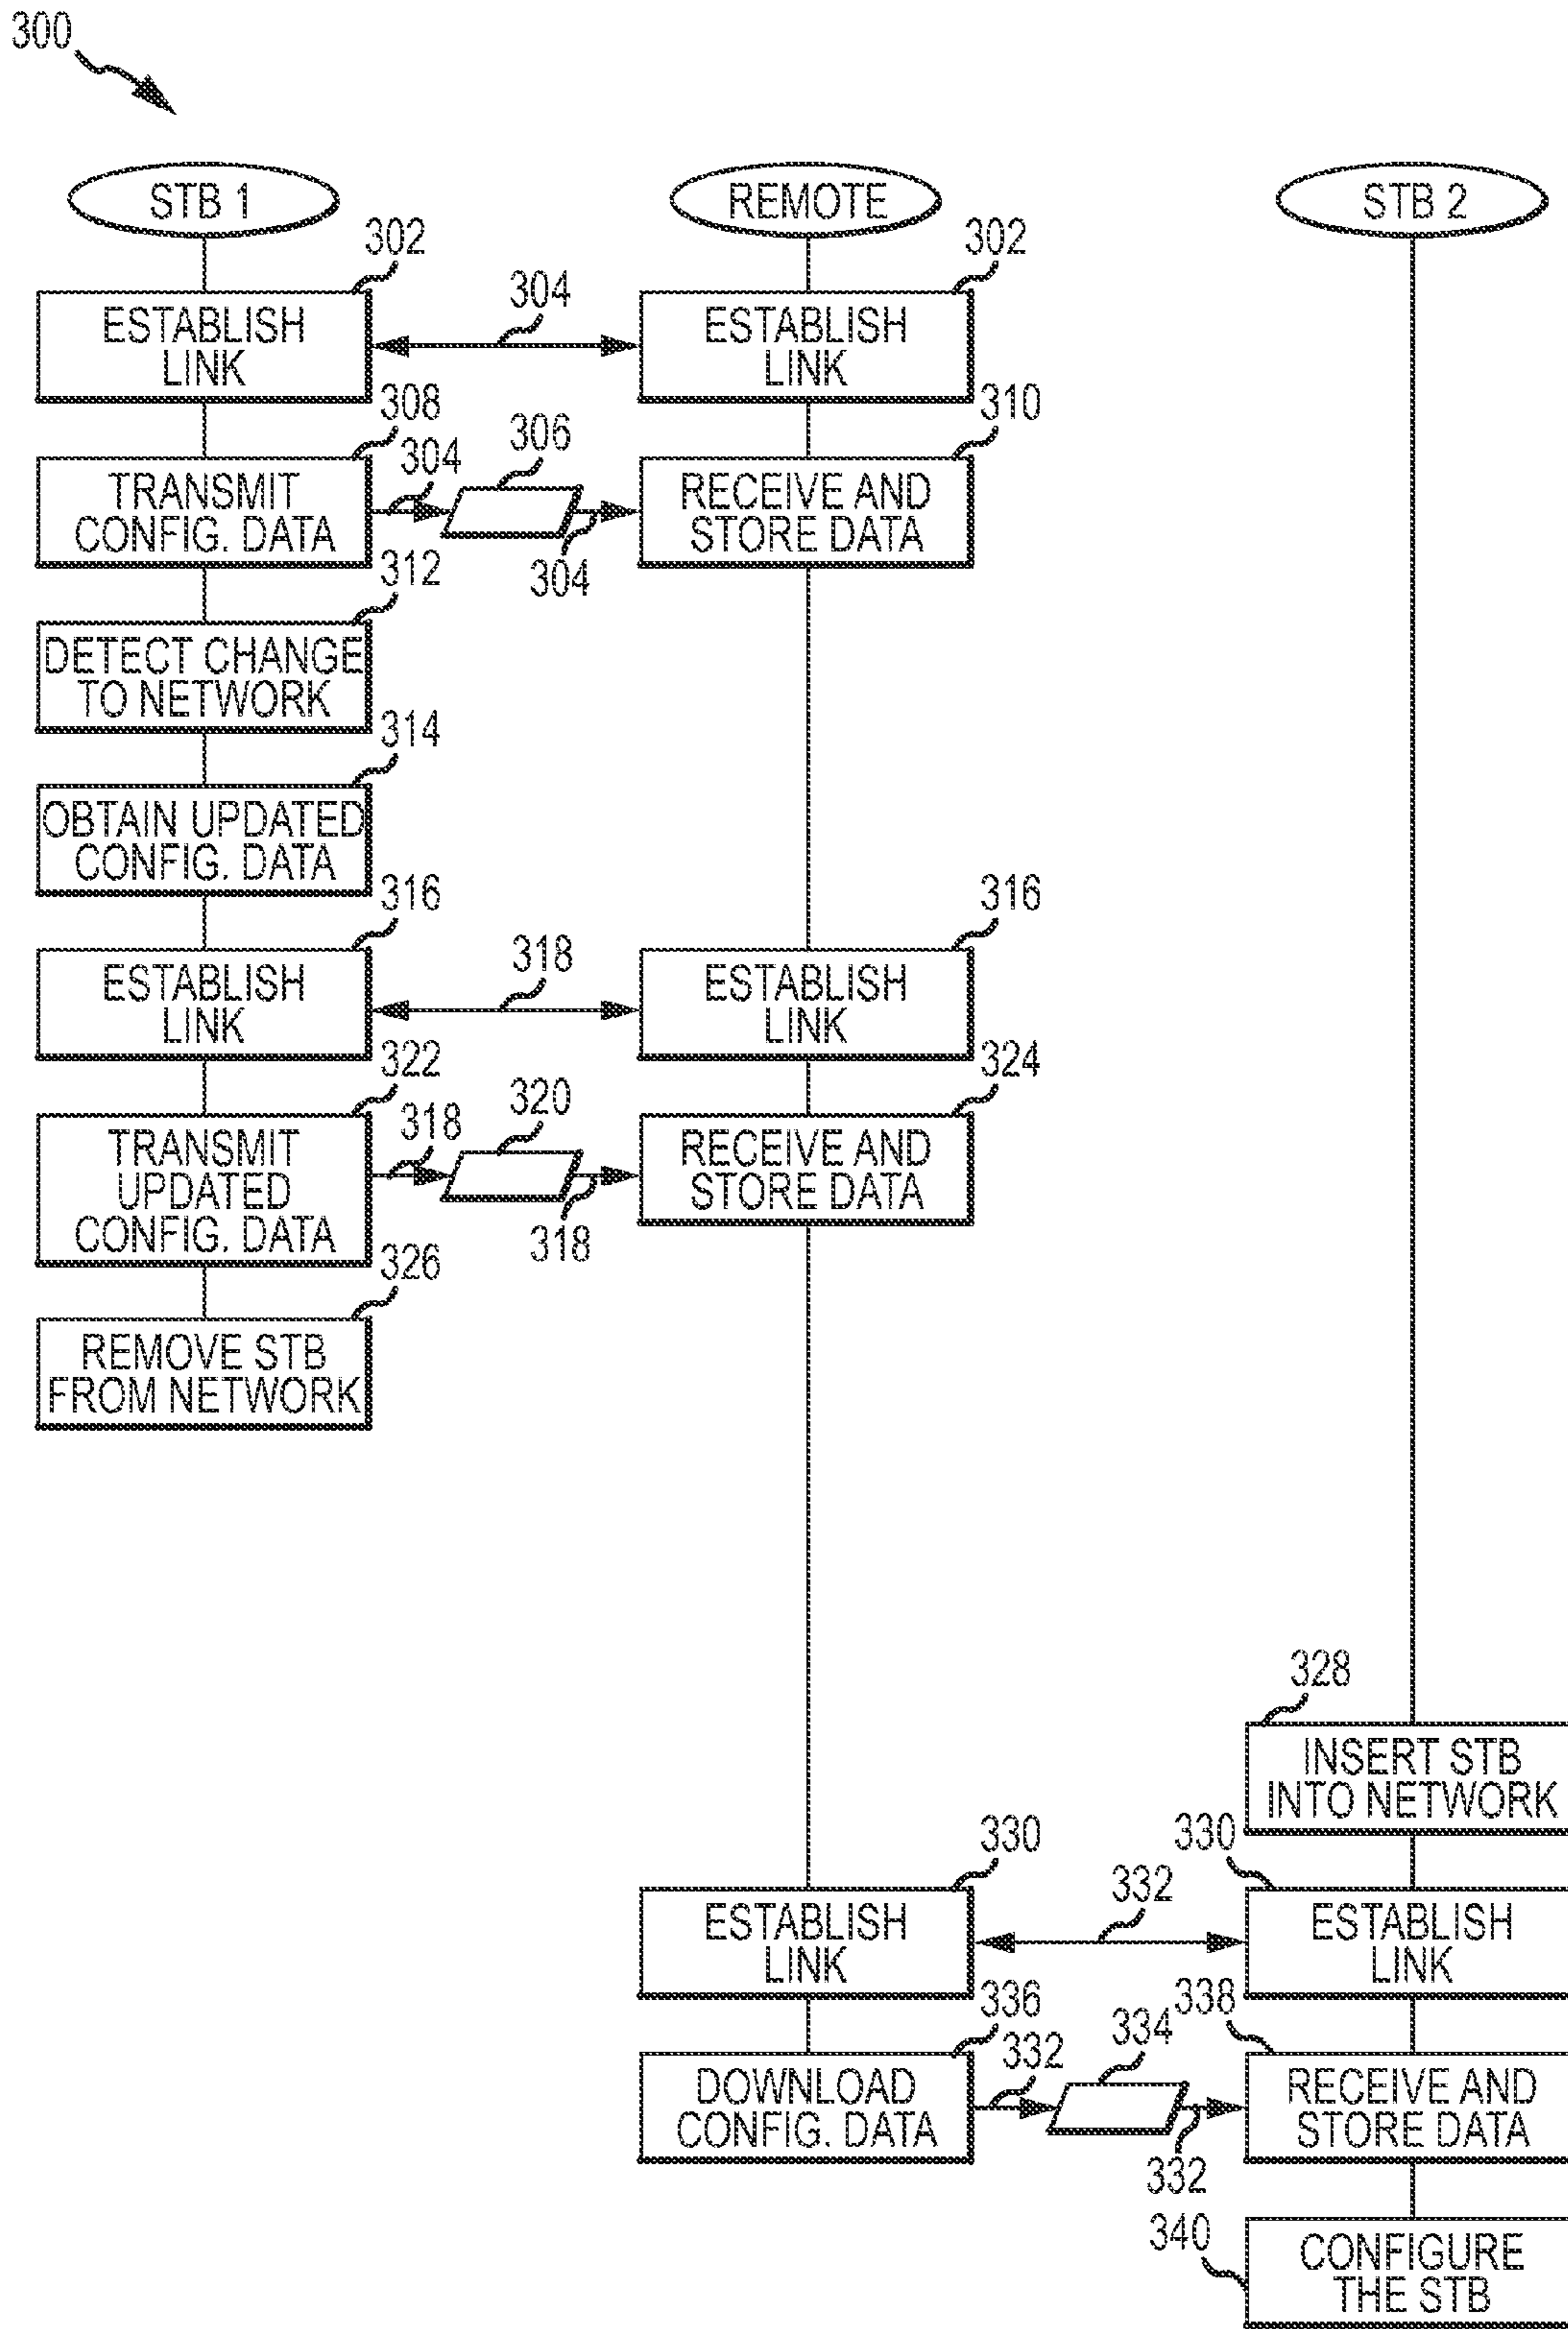 300
STB 1
REMOTE
STB 2
302
302
304
ESTABLISH
LINK
ESTABLISH
LINK
308
310
304
306
TRANSMIT
CONFIG. DATA
RECEIVE AND
STORE DATA
304
312
DETECT CHANGE
TO NETWORK
314
OBTAIN UPDATED
CONFIG. DATA
316
316
318
ESTABLISH
LINK
ESTABLISH
LINK
322
324
318
320
TRANSMIT
UPDATED
CONFIG. DATA
RECEIVE AND
STORE DATA
318
326
REMOVE STB
FROM NETWORK
328
INSERT STB
INTO NETWORK
330
330
332
ESTABLISH
LINK
ESTABLISH
LINK
336
338
332
334
DOWNLOAD
CONFIG. DATA
RECEIVE AND
STORE DATA
332
340
CONFIGURE
THE STB